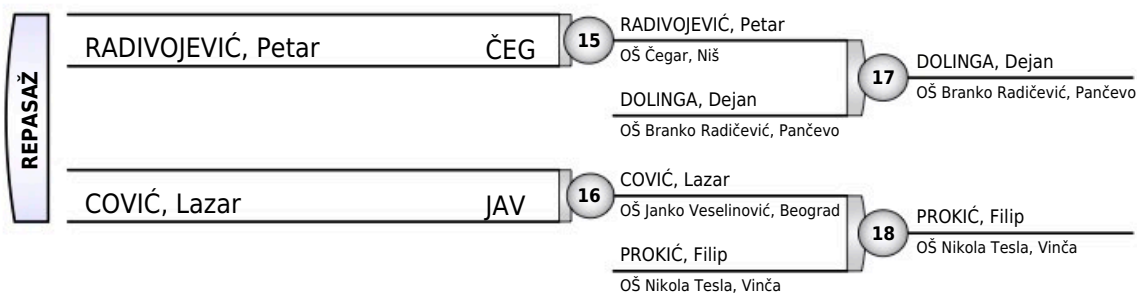 REPASAŽ
RADIVOJEVIĆ, Petar ČEG
15
RADIVOJEVIĆ, Petar
OŠ Čegar, Niš
DOLINGA, Dejan
OŠ Branko Radičević, Pančevo
17
DOLINGA, Dejan
OŠ Branko Radičević, Pančevo
COVIĆ, Lazar JAV
16
COVIĆ, Lazar
OŠ Janko Veselinović, Beograd
PROKIĆ, Filip
OŠ Nikola Tesla, Vinča
18
PROKIĆ, Filip
OŠ Nikola Tesla, Vinča